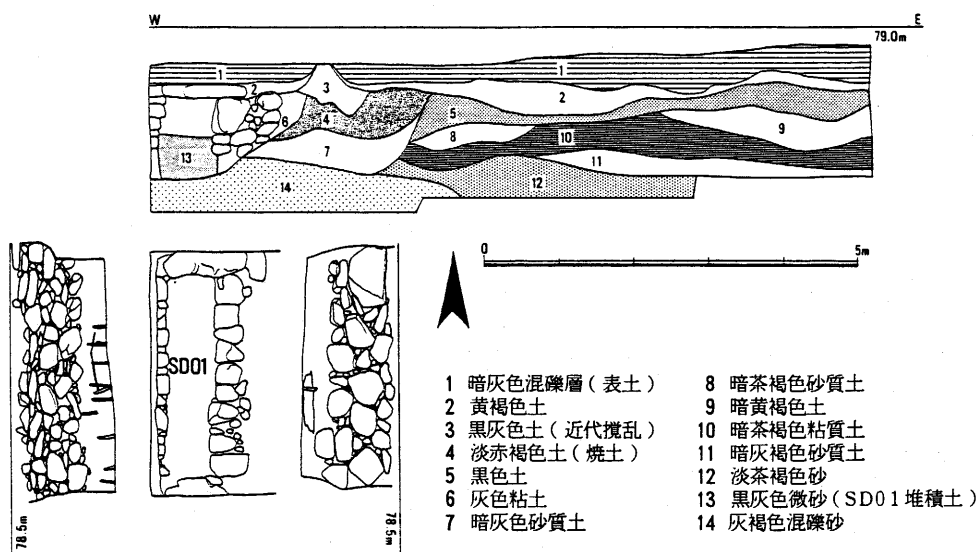 W E
79.0m
1 1
2 3 2
6 4 5
8 10 9
13 7 11
14 12
0 5m
SD01
78.5m 78.5m
1 暗灰色混礫層(表土)
2 黄褐色土
3 黒灰色土(近代撹乱)
4 淡赤褐色土(焼土)
5 黒色土
6 灰色粘土
7 暗灰色砂質土
8 暗茶褐色砂質土
9 暗黄褐色土
10 暗茶褐色粘質土
11 暗灰褐色砂質土
12 淡茶褐色砂
13 黒灰色微砂(SD01堆積土)
14 灰褐色混礫砂